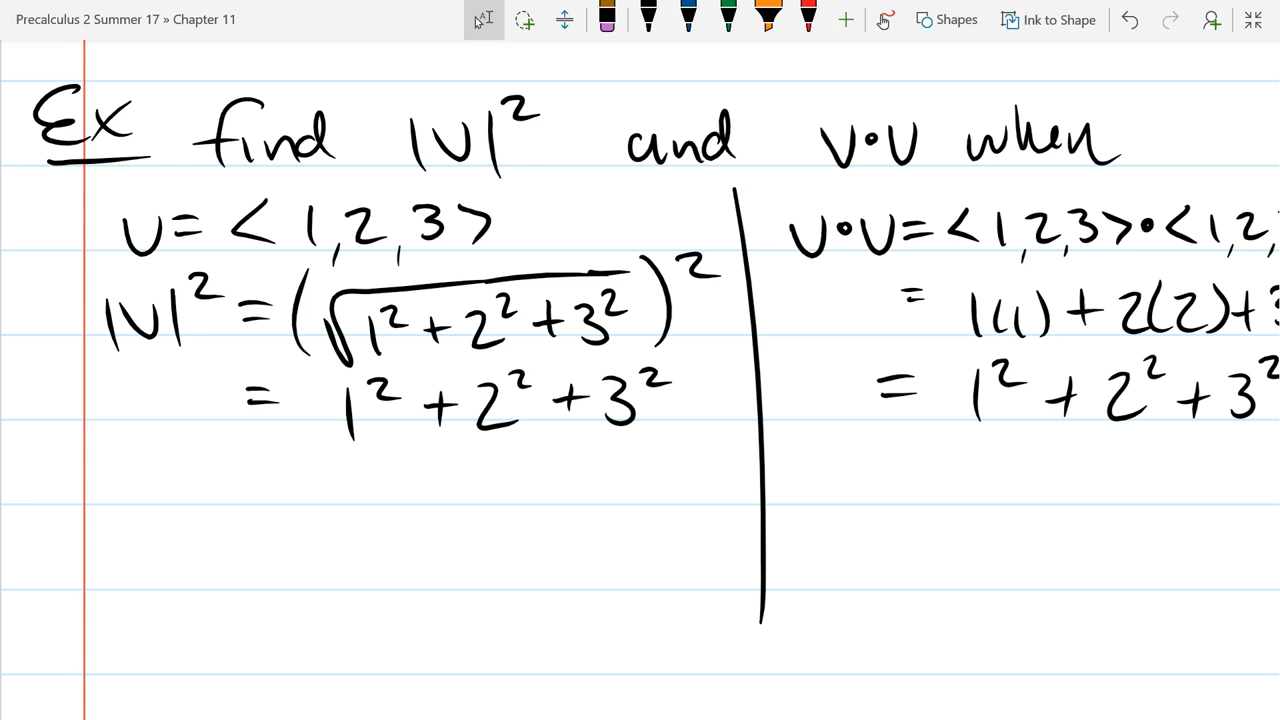 Precalculus 2 Summer 17 » Chapter 11
Shapes
Ink to Shape
Ex find |v|² and v•v when
v = < 1, 2, 3 >
|v|² = (√(1² + 2² + 3²))²
= 1² + 2² + 3²
v•v = <1, 2, 3> • <1, 2,
= 1(1) + 2(2) + 3
= 1² + 2² + 3²